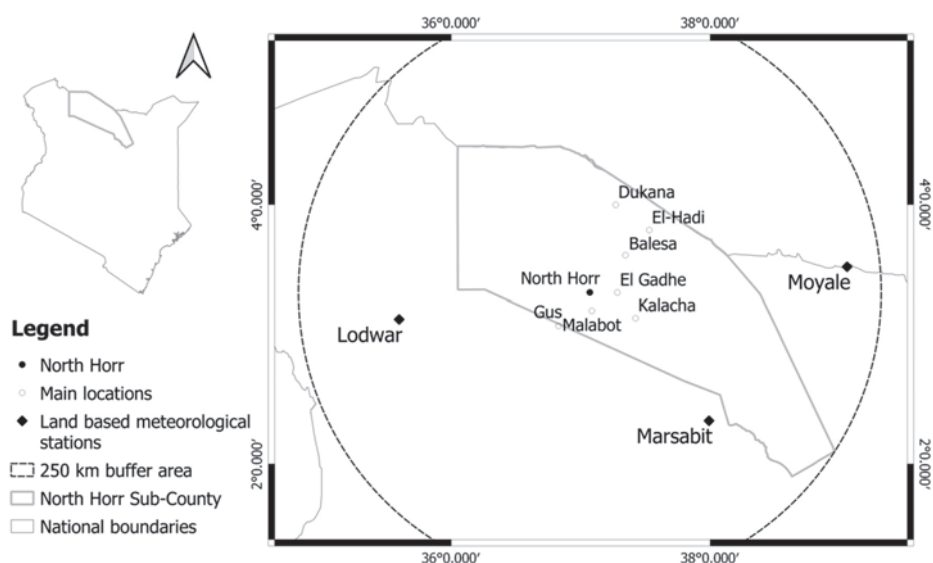 36°0.000′ 38°0.000′
4°0.000′ 4°0.000′
Dukana
El-Hadi
Balesa
North Horr El Gadhe
Moyale
Kalacha
Gus Malabot
Lodwar
Marsabit
2°0.000′ 2°0.000′
36°0.000′ 38°0.000′
Legend
North Horr
Main locations
Land based meteorological
stations
250 km buffer area
North Horr Sub-County
National boundaries